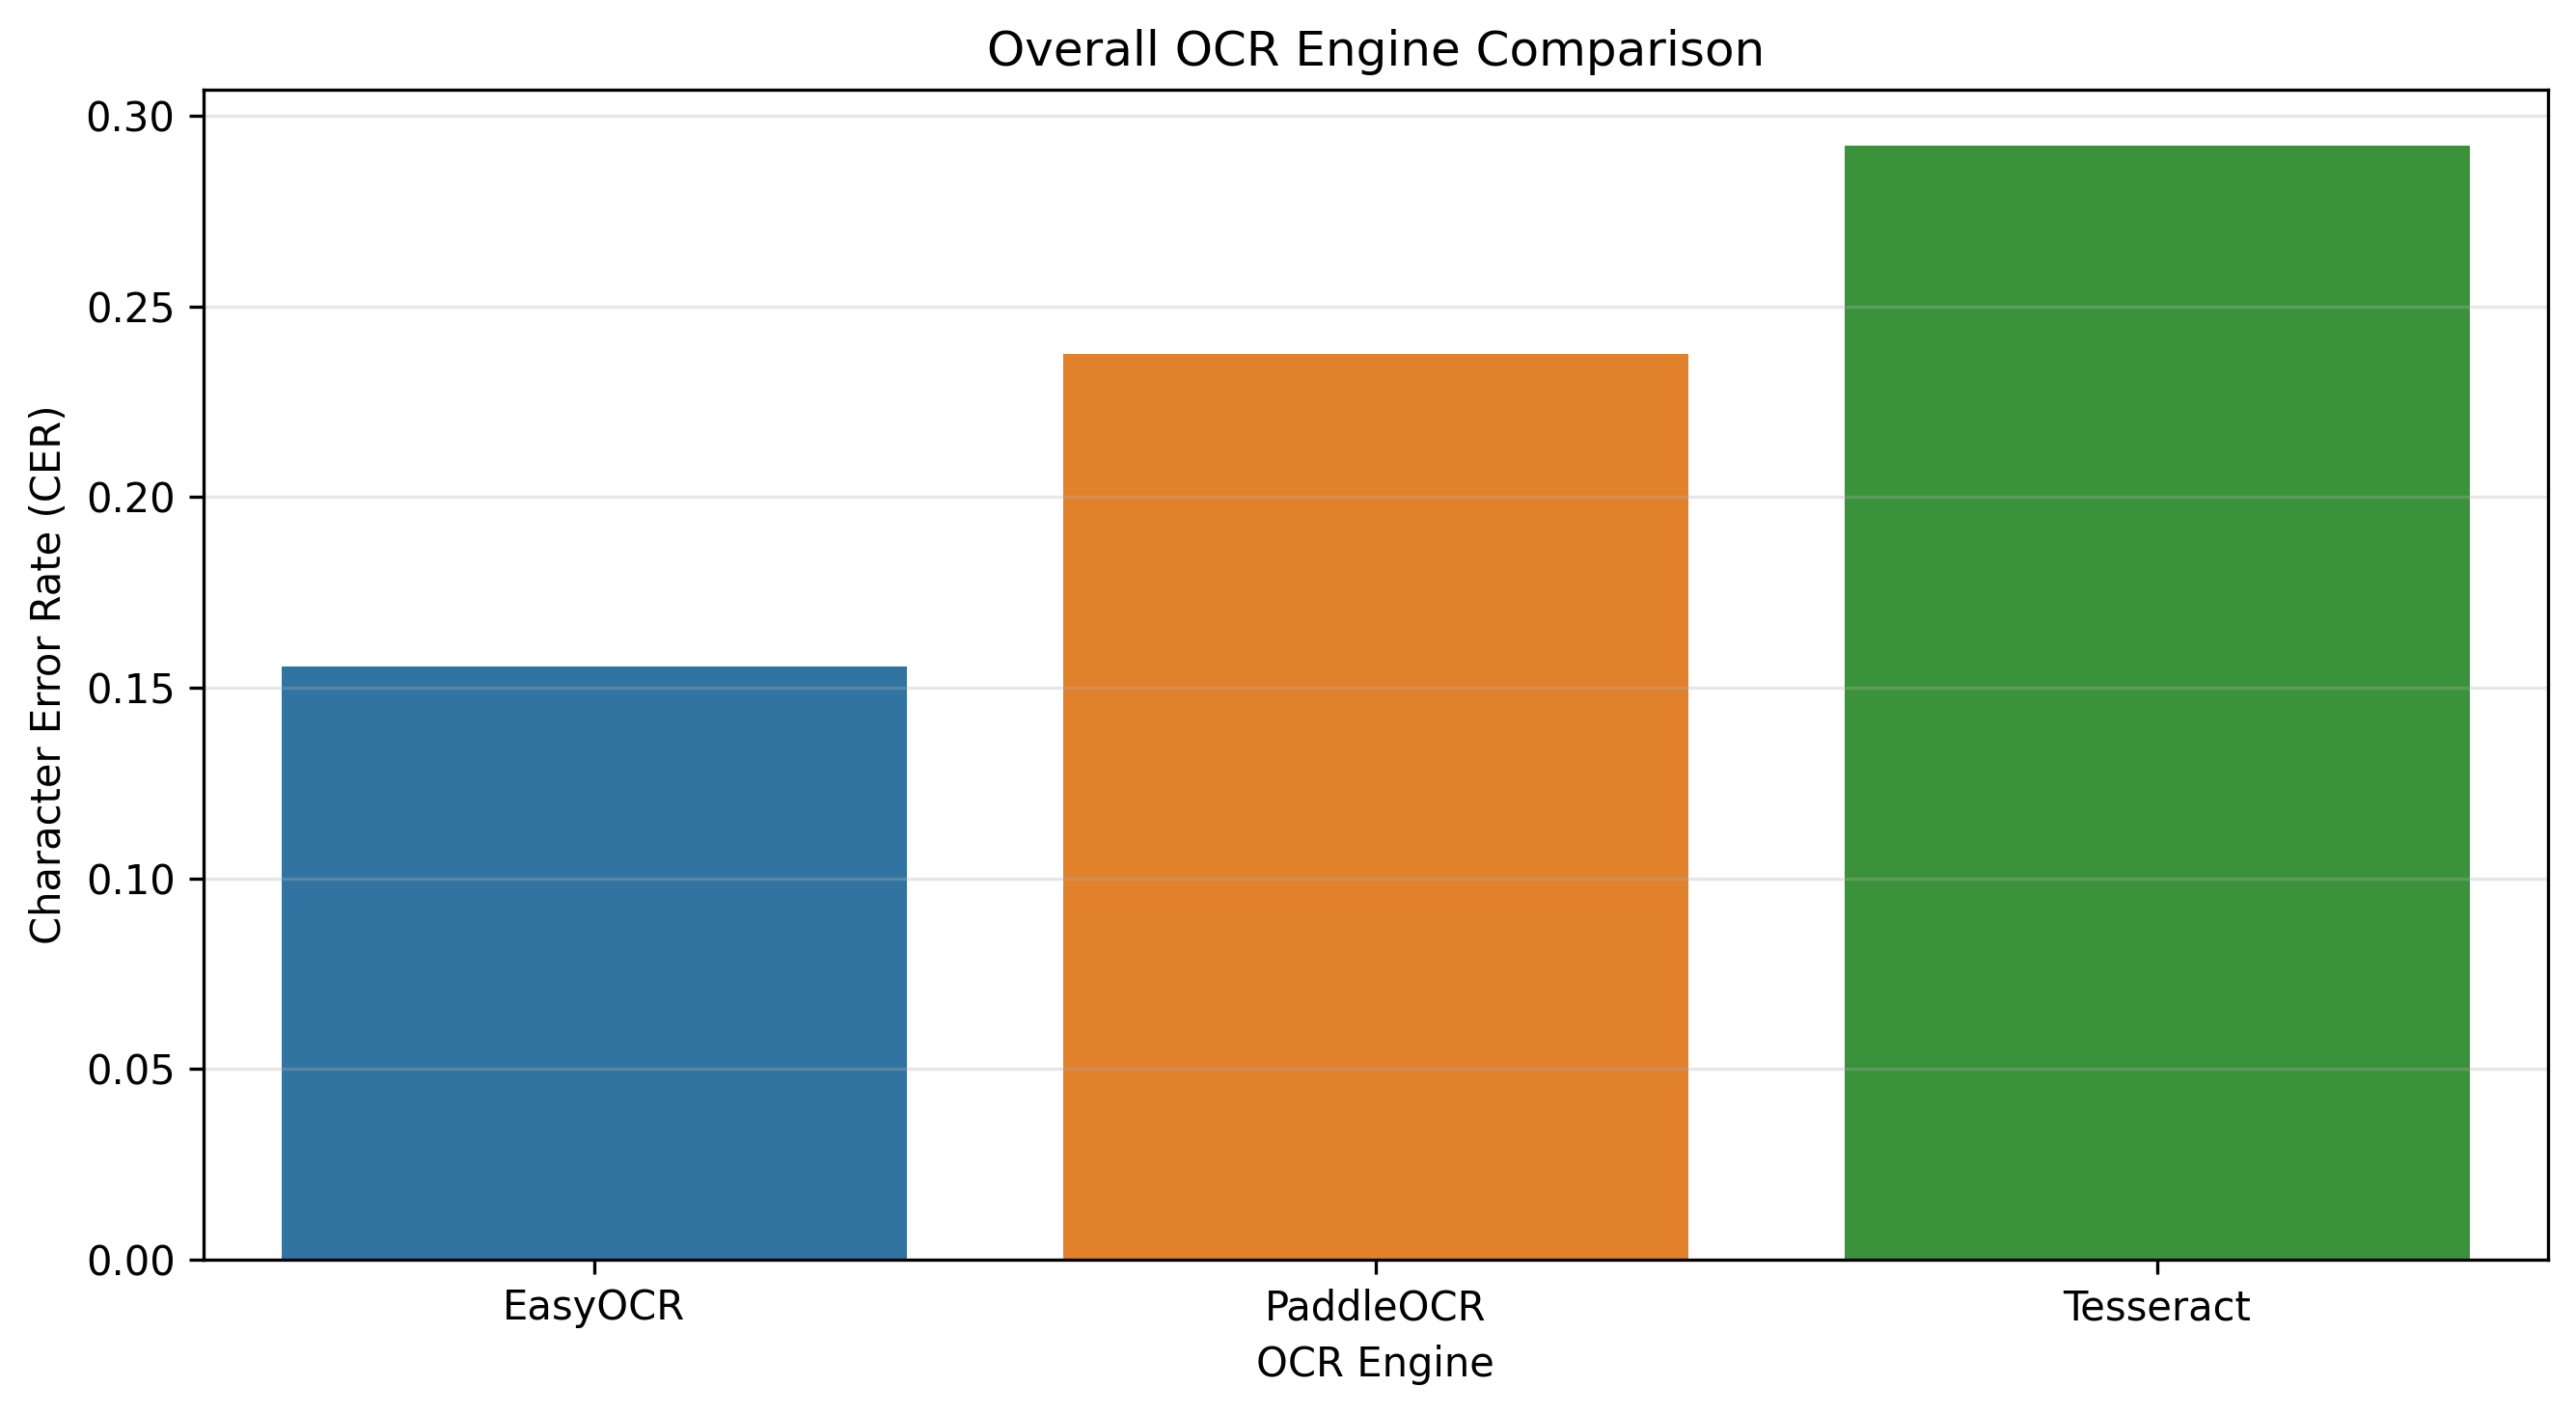 Overall OCR Engine Comparison
0.30
0.25
0.20
0.15
0.10
0.05
0.00
Character Error Rate (CER)
EasyOCR PaddleOCR Tesseract
OCR Engine